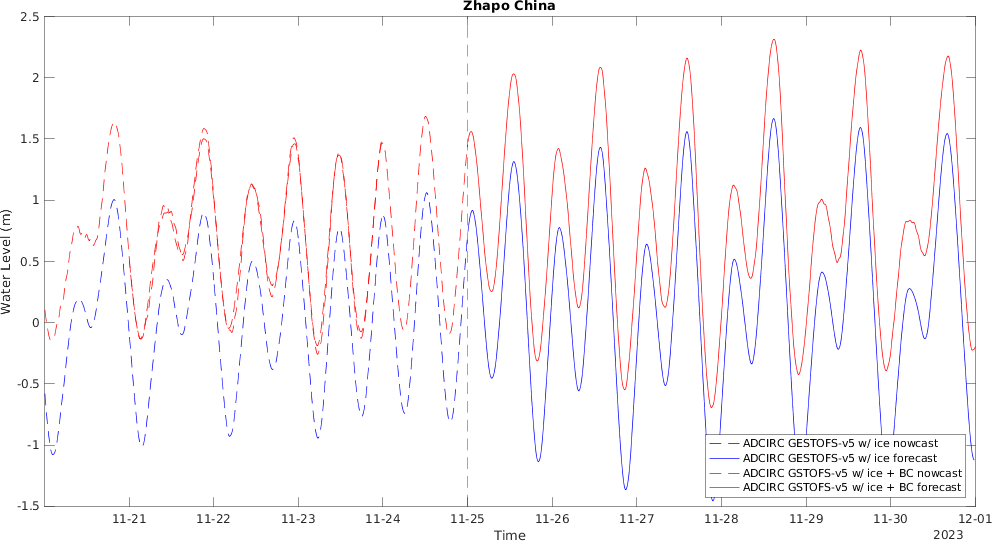 Zhapo China
2.5
2
1.5
1
0.5
0
-0.5
-1
-1.5
Water Level (m)
ADCIRC GESTOFS-v5 w/ ice nowcast
ADCIRC GESTOFS-v5 w/ ice forecast
ADCIRC GSTOFS-v5 w/ ice + BC nowcast
ADCIRC GSTOFS-v5 w/ ice + BC forecast
11-21 11-22 11-23 11-24 11-25 11-26 11-27 11-28 11-29 11-30 12-01
Time
2023